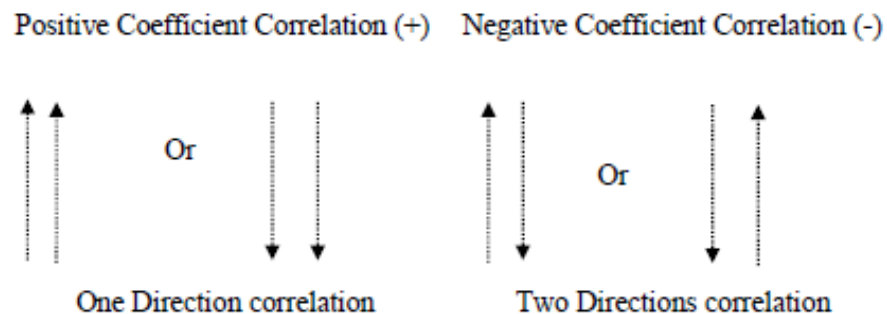 Positive Coefficient Correlation (+) Negative Coefficient Correlation (-)
Or
Or
One Direction correlation Two Directions correlation